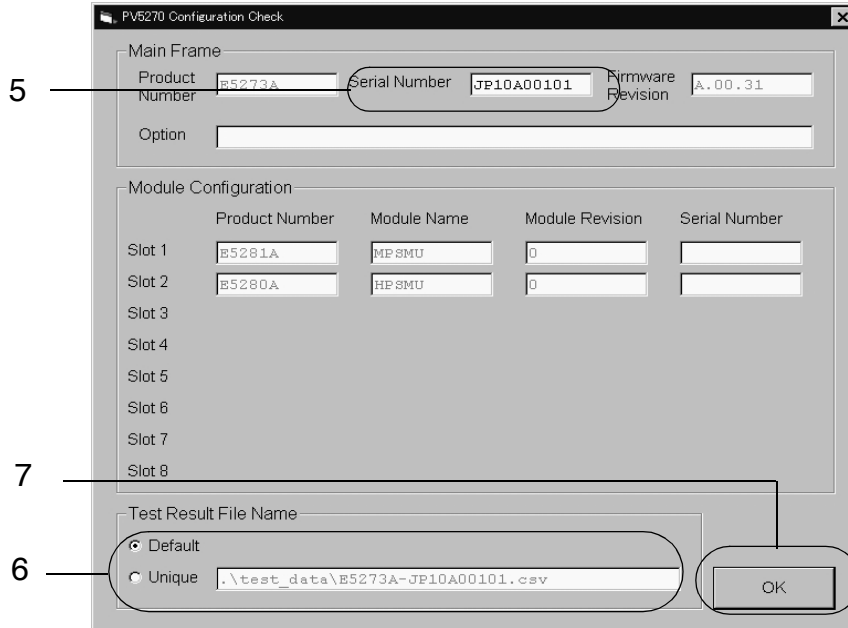 PV5270 Configuration Check
Main Frame
Product Number E5273A Serial Number JP10A00101 Firmware Revision A.00.31
5
Option
Module Configuration
Product Number Module Name Module Revision Serial Number
Slot 1 E5281A MPSMU 0
Slot 2 E5280A HPSMU 0
Slot 3
Slot 4
Slot 5
Slot 6
Slot 7
Slot 8
7
Test Result File Name
Default
6
Unique .\test_data\E5273A-JP10A00101.csv
OK